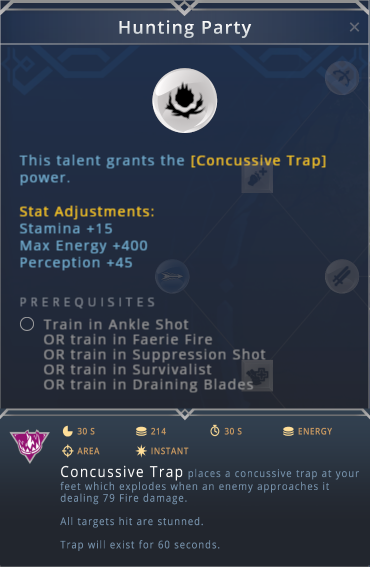 Hunting Party
This talent grants the [Concussive Trap]
power.
Stat Adjustments:
Stamina +15
Max Energy +400
Perception +45
PREREQUISITES
Train in Ankle Shot
OR train in Faerie Fire
OR train in Suppression Shot
OR train in Survivalist
OR train in Draining Blades
30 S 214 30 S ENERGY
AREA INSTANT
Concussive Trap places a concussive trap at your
feet which explodes when an enemy approaches it
dealing 79 Fire damage.
All targets hit are stunned.
Trap will exist for 60 seconds.